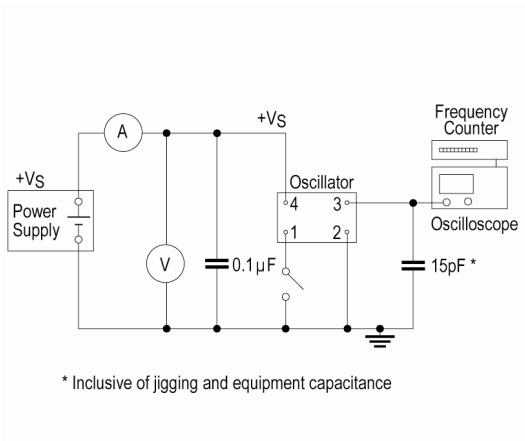 Frequency
Counter
A
+VS
+VS
Oscillator
Power
Supply
4 3
Oscilloscope
1 2
V
0.1µF
15pF *
* Inclusive of jigging and equipment capacitance